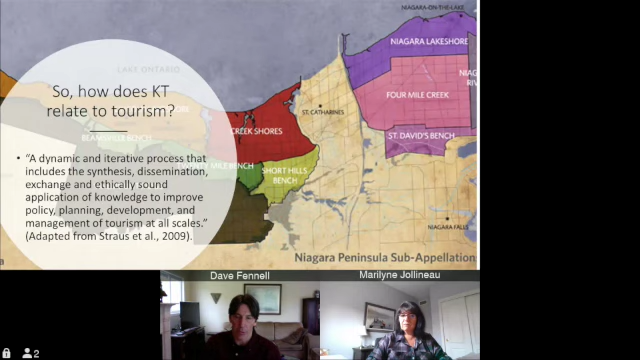 NIAGARA-ON-THE-LAKE
NIAGARA LAKESHORE
LAKE ONTARIO
So, how does KT
relate to tourism?
FOUR MILE CREEK
ST. CATHARINES
CREEK SHORES
ST. DAVID'S BENCH
SHORT HILLS
BENCH
• "A dynamic and iterative process that
includes the synthesis, dissemination,
exchange and ethically sound
application of knowledge to improve
policy, planning, development, and
management of tourism at all scales."
(Adapted from Straus et al., 2009).
NIAGARA FALLS
Niagara Peninsula Sub-Appellation
Dave Fennell
Marilyne Jollineau
2